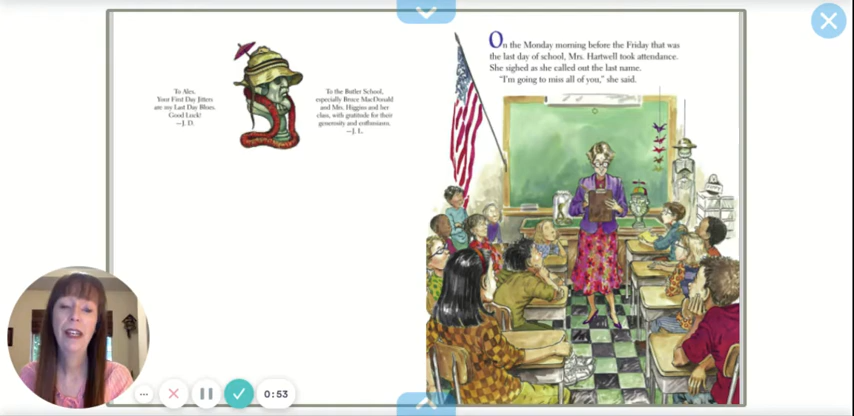 To Alex.
Your First Day Jitters
ate my Last Day Blues.
Good Luck!
—J. D.
To the Butler School,
especially Bruce MacDonald
and Mrs. Higgins and her
class, with gratitude for their
generosity and enthusiasm.
—J. L.
On the Monday morning before the Friday that was
the last day of school, Mrs. Hartwell took attendance.
She sighed as she called out the last name.
"I'm going to miss all of you," she said.
0:53